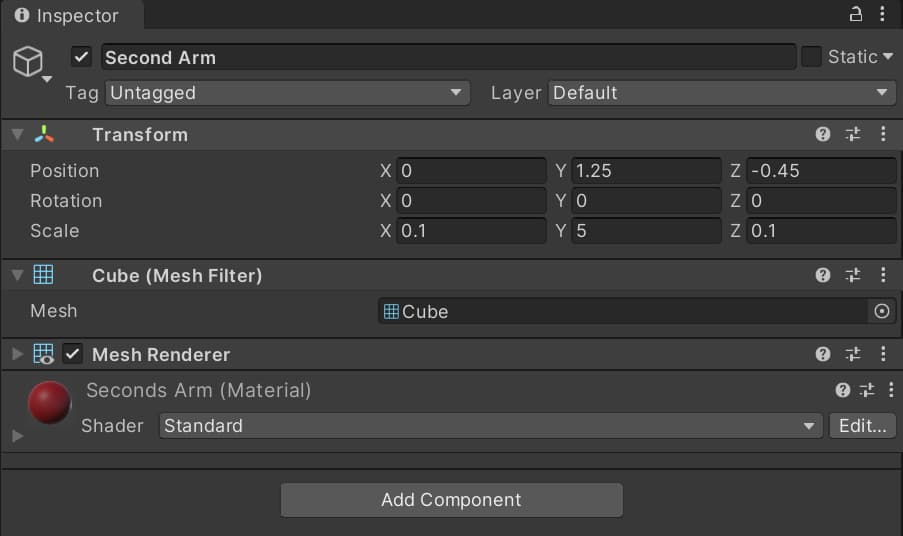 Inspector
Second Arm Static
Tag Untagged Layer Default
Transform
Position X 0 Y 1.25 Z -0.45
Rotation X 0 Y 0 Z 0
Scale X 0.1 Y 5 Z 0.1
Cube (Mesh Filter)
Mesh Cube
Mesh Renderer
Seconds Arm (Material)
Shader Standard Edit...
Add Component